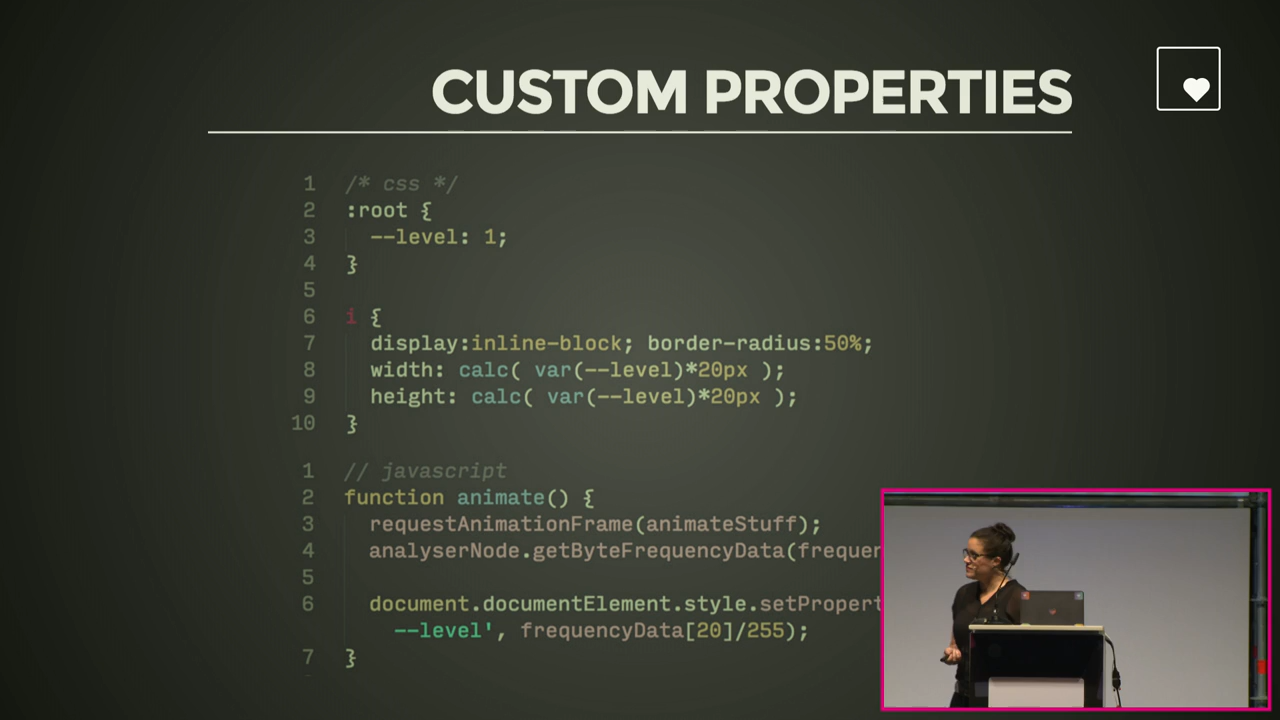 CUSTOM PROPERTIES
1 /* css */
2 :root {
3 --level: 1;
4 }
5
6 i {
7 display:inline-block; border-radius:50%;
8 width: calc( var(--level)*20px );
9 height: calc( var(--level)*20px );
10 }
1 // javascript
2 function animate() {
3 requestAnimationFrame(animateStuff);
4 analyserNode.getByteFrequencyData(frequen
5
6 document.documentElement.style.setPropert
--level', frequencyData[20]/255);
7 }